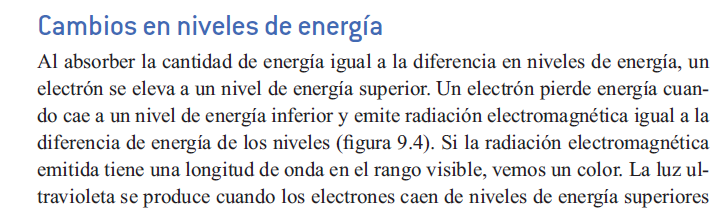 Cambios en niveles de energía
Al absorber la cantidad de energía igual a la diferencia en niveles de energía, un
electrón se eleva a un nivel de energía superior. Un electrón pierde energía cuan-
do cae a un nivel de energía inferior y emite radiación electromagnética igual a la
diferencia de energía de los niveles (figura 9.4). Si la radiación electromagnética
emitida tiene una longitud de onda en el rango visible, vemos un color. La luz ul-
travioleta se produce cuando los electrones caen de niveles de energía superiores